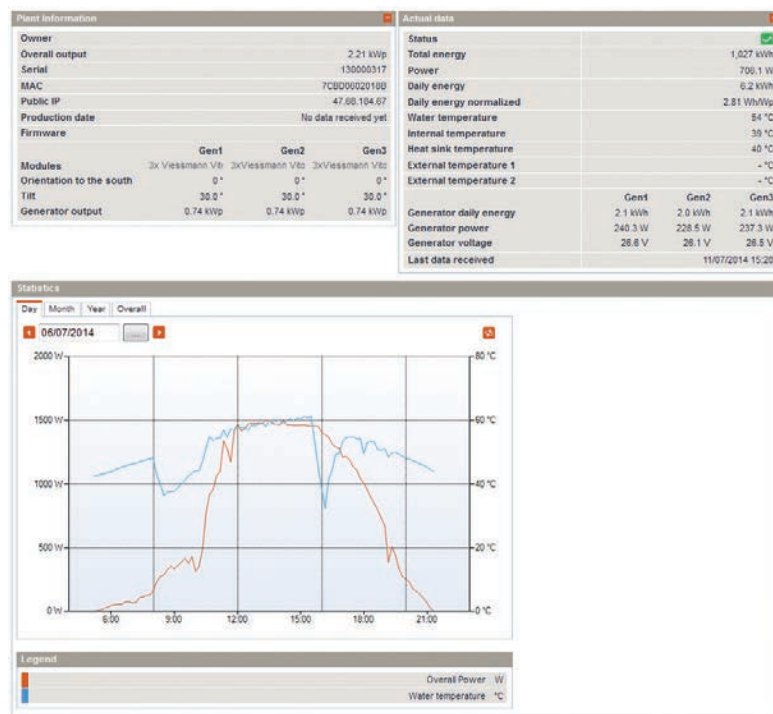 Plant information
Owner
Overall output 2.21 kWp
Serial 130000317
MAC 7CBD0602018B
Public IP 47.68.184.67
Production date No data received yet
Firmware
Gen1 Gen2 Gen3
Modules 3x Viessmann Vit 3xViessmann Vito 3xViessmann Vito
Orientation to the south 0 ° 0 ° 0 °
Tilt 30.0 ° 30.0 ° 30.0 °
Generator output 0.74 kWp 0.74 kWp 0.74 kWp
Actual data
Status
Total energy 1,027 kWh
Power 706.1 W
Daily energy 6.2 kWh
Daily energy normalized 2.81 Wh/Wp
Water temperature 54 °C
Internal temperature 39 °C
Heat sink temperature 40 °C
External temperature 1 - °C
External temperature 2 - °C
Gen1 Gen2 Gen3
Generator daily energy 2.1 kWh 2.0 kWh 2.1 kWh
Generator power 240.3 W 228.5 W 237.3 W
Generator voltage 26.6 V 26.1 V 26.5 V
Last data received 11/07/2014 15:20
Statistics
Day Month Year Overall
06/07/2014 ...
2000 W 80 °C
1500 W 60 °C
1000 W 40 °C
500 W 20 °C
0 W 0 °C
6:00 9:00 12:00 15:00 18:00 21:00
Legend
Overall Power W
Water temperature °C